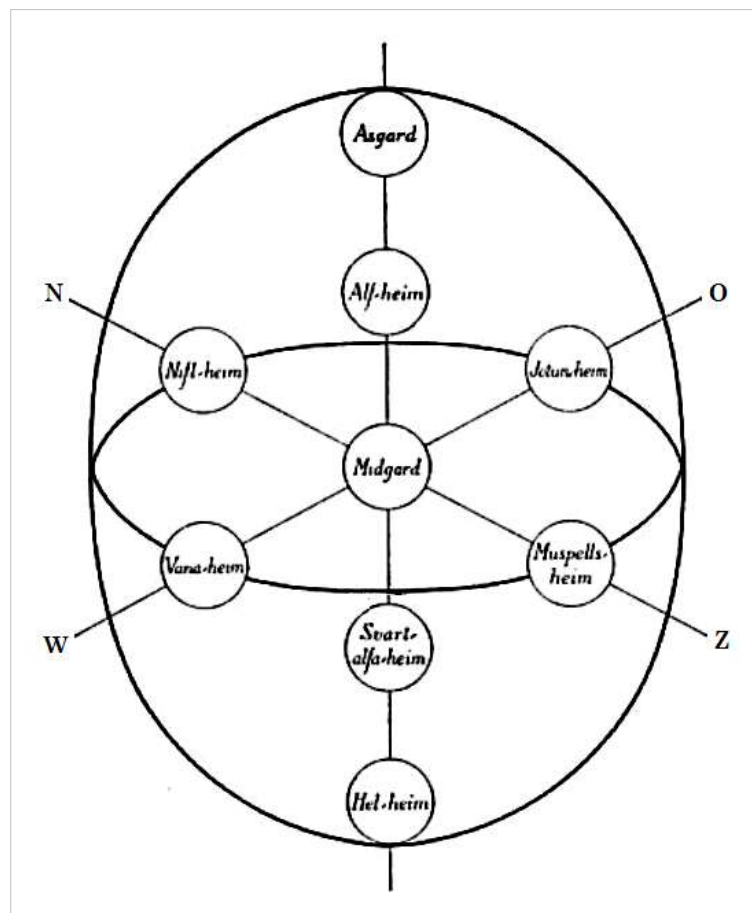 Asgard
Alf-heim
N
O
Nifl-heim
Jotun-heim
Midgard
Vana-heim
Muspells-
heim
W
Z
Svart-
alfa-heim
Hel-heim